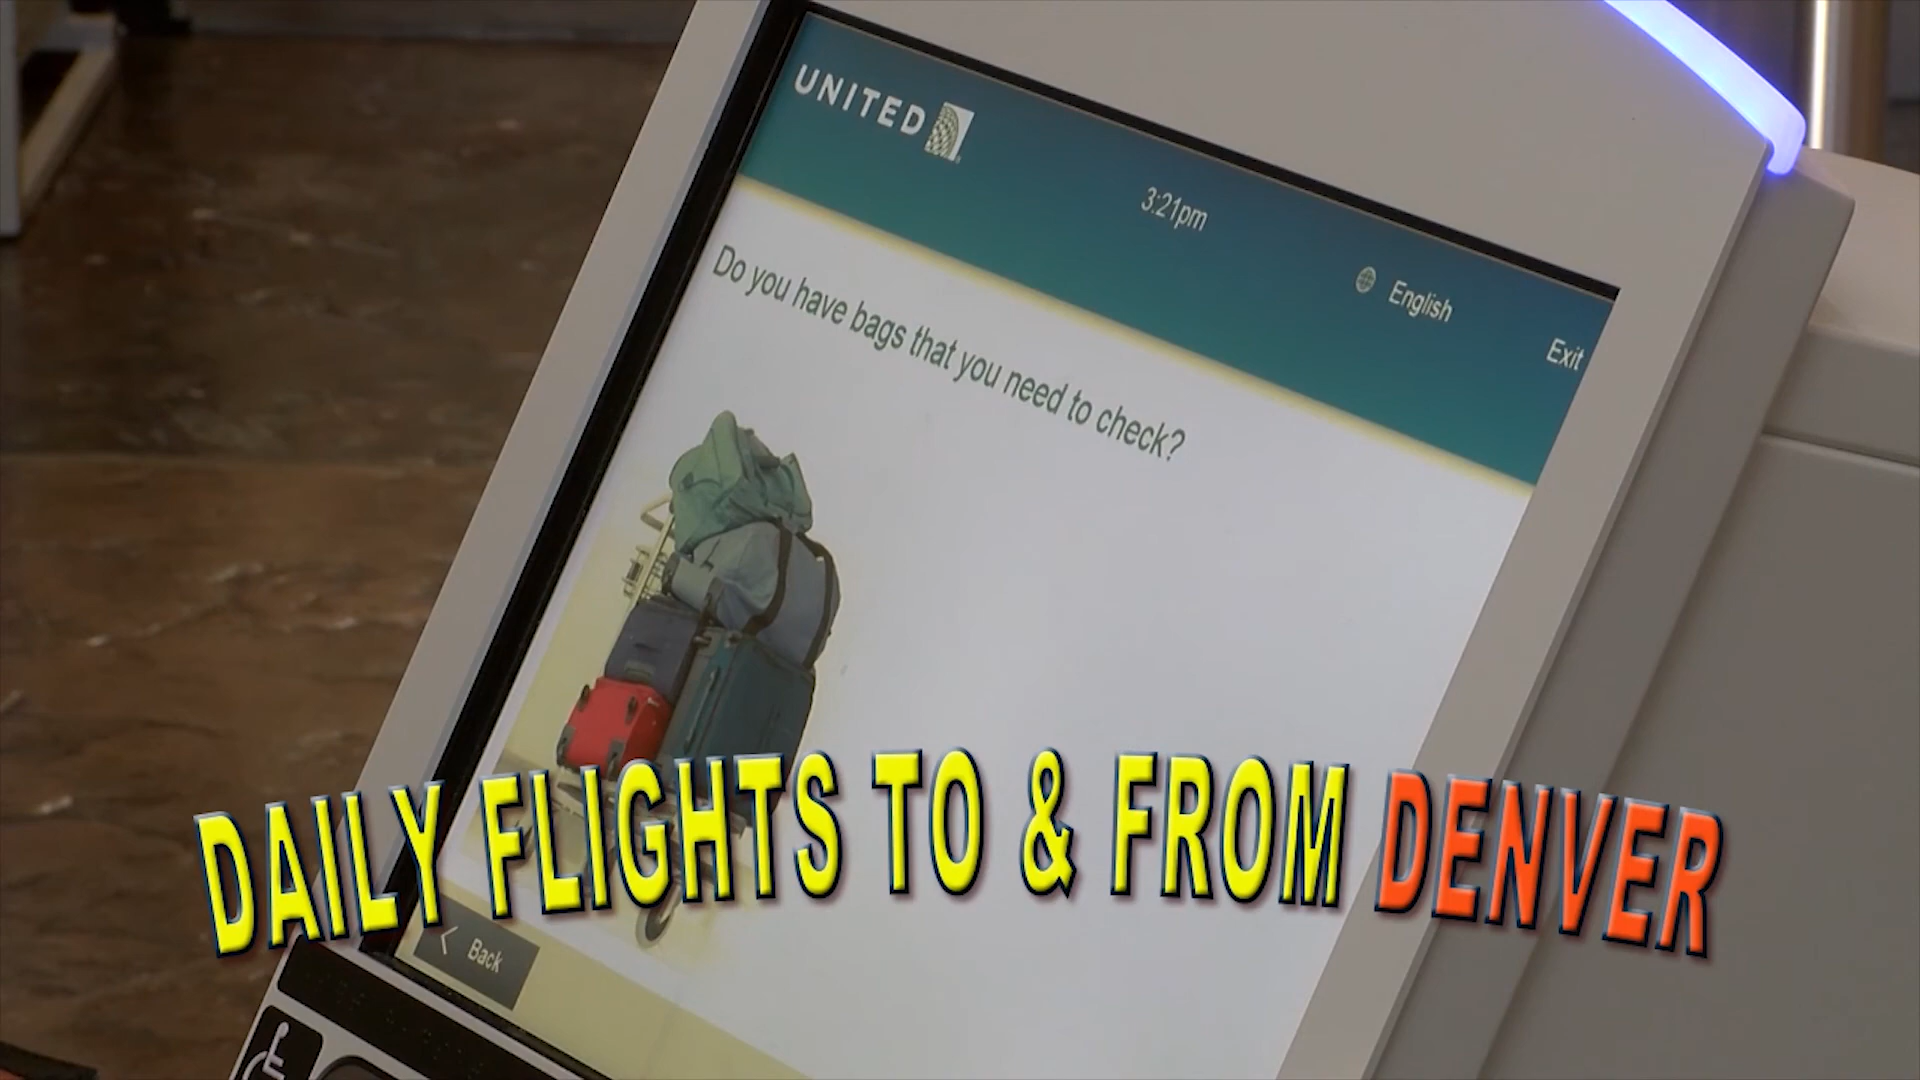 UNITED
3:21pm
English
Exit
Do you have bags that you need to check?
DAILY FLIGHTS TO & FROM DENVER
Back